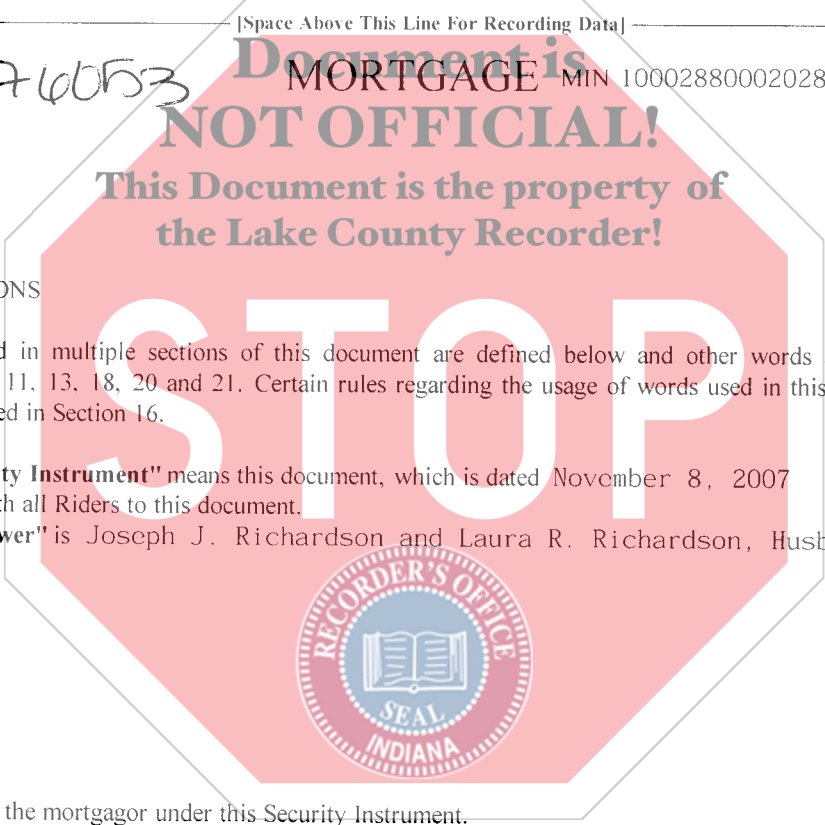 [Space Above This Line For Recording Data]
76053
Document is
MORTGAGE MIN 10002880002028
NOT OFFICIAL!
This Document is the property of
the Lake County Recorder!
ONS
d in multiple sections of this document are defined below and other words
11, 13, 18, 20 and 21. Certain rules regarding the usage of words used in this
ed in Section 16.
STOP
ty Instrument" means this document, which is dated November 8, 2007
th all Riders to this document.
wer" is Joseph J. Richardson and Laura R. Richardson, Husb
RECORDER'S OFFICE
SEAL
INDIANA
the mortgagor under this Security Instrument.